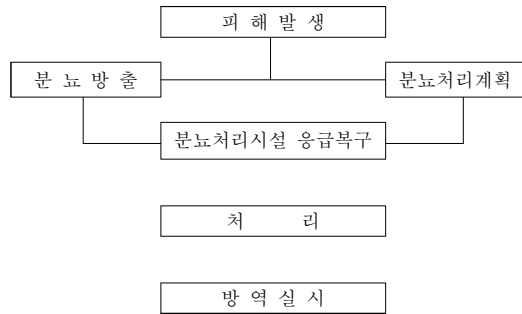 피 해 발 생
분 뇨 방 출
분뇨처리계획
분뇨처리시설 응급복구
처 리
방 역 실 시